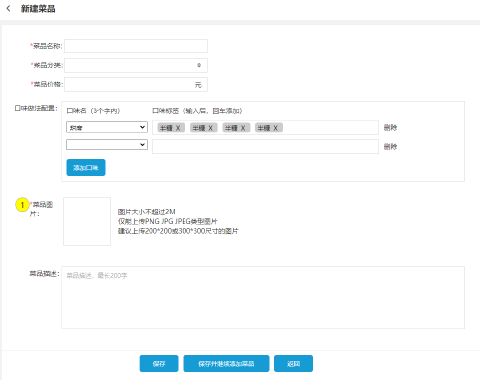 新建菜品
*菜品名称:
*菜品分类:
*菜品价格: 元
口味做法配置: 口味名（3个字内） 口味标签（输入后，回车添加）
甜度 半糖 X 半糖 X 半糖 X 半糖 X 删除
删除
添加口味
1 *菜品图
片:
图片大小不超过2M
仅能上传PNG JPG JPEG类型图片
建议上传200*200或300*300尺寸的图片
菜品描述: 菜品描述，最长200字
保存 保存并继续添加菜品 返回